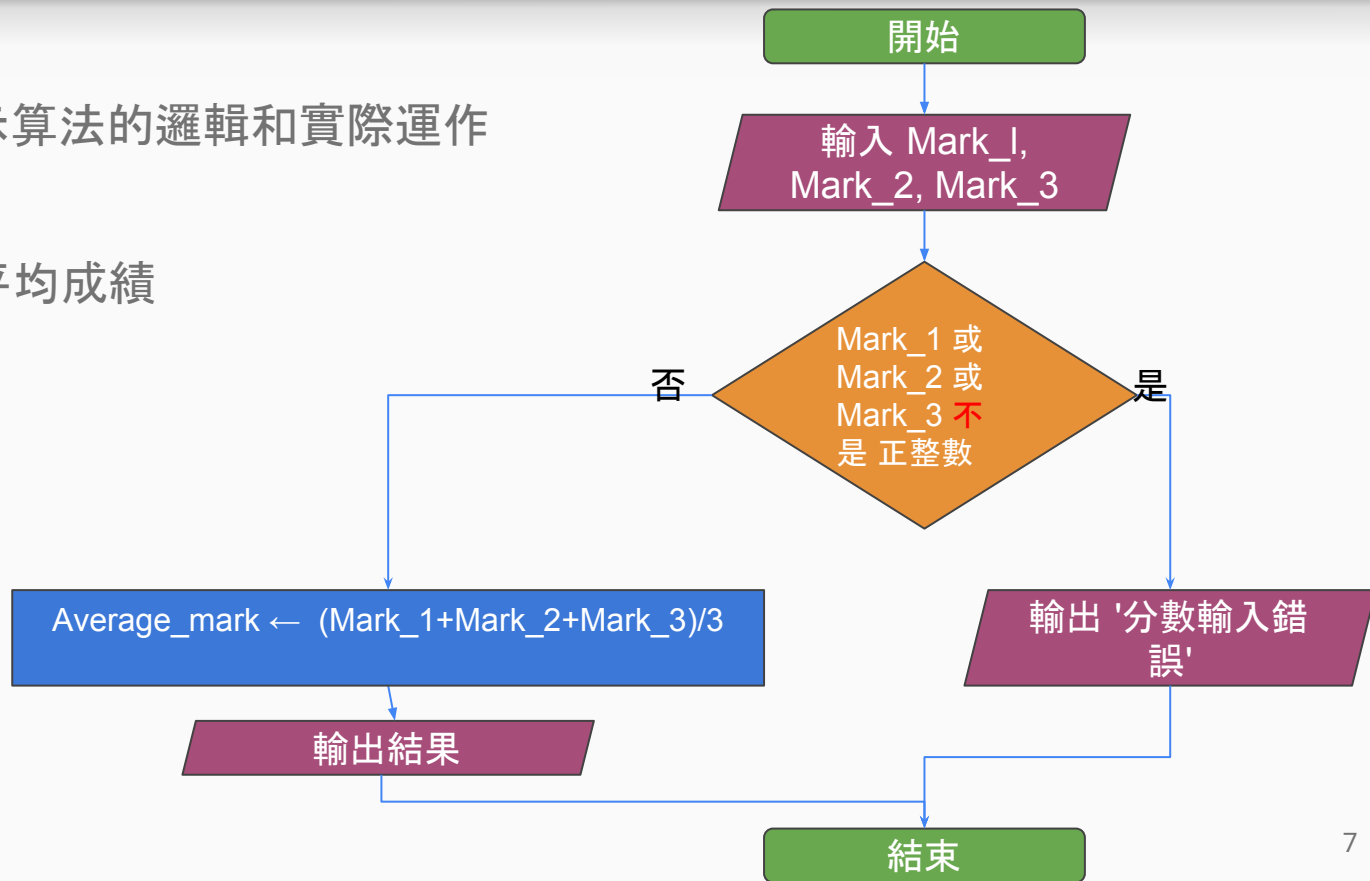 算法的邏輯和實際運作
均成績
開始
輸入 Mark_l,
Mark_2, Mark_3
Mark_1 或
Mark_2 或
Mark_3 不
是 正整數
否
是
Average_mark ← (Mark_1+Mark_2+Mark_3)/3
輸出 '分數輸入錯
誤'
輸出結果
結束
7